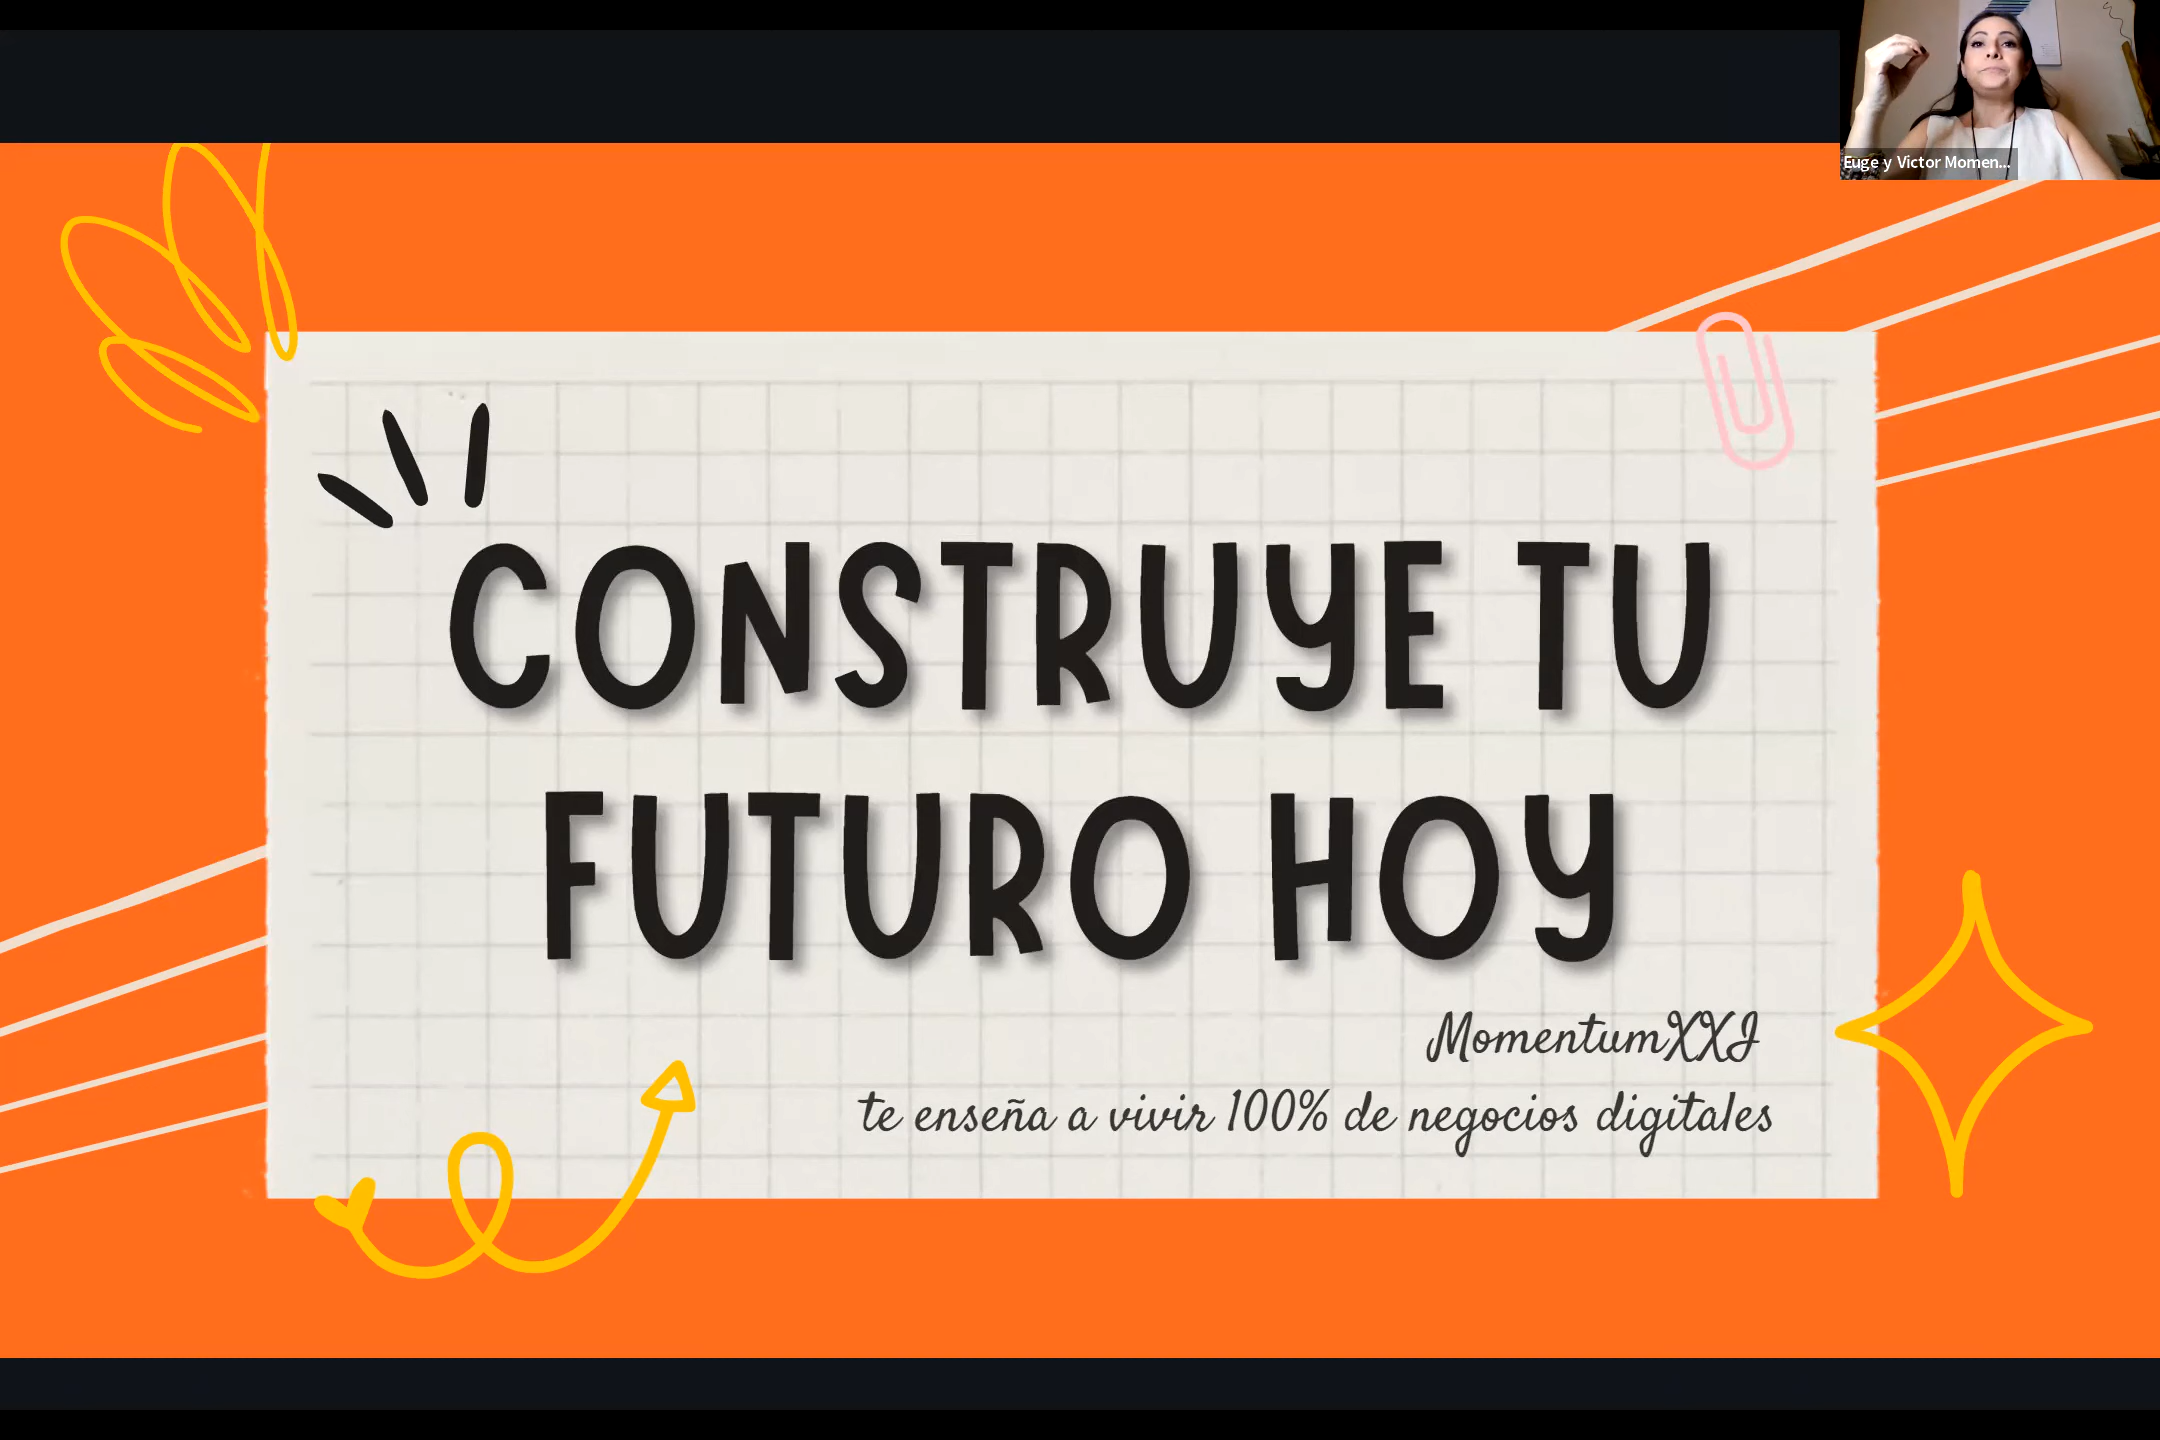 Euge y Victor Momen...
CONSTRUYE TU
FUTURO HOY
MomentumXXI
te enseña a vivir 100% de negocios digitales